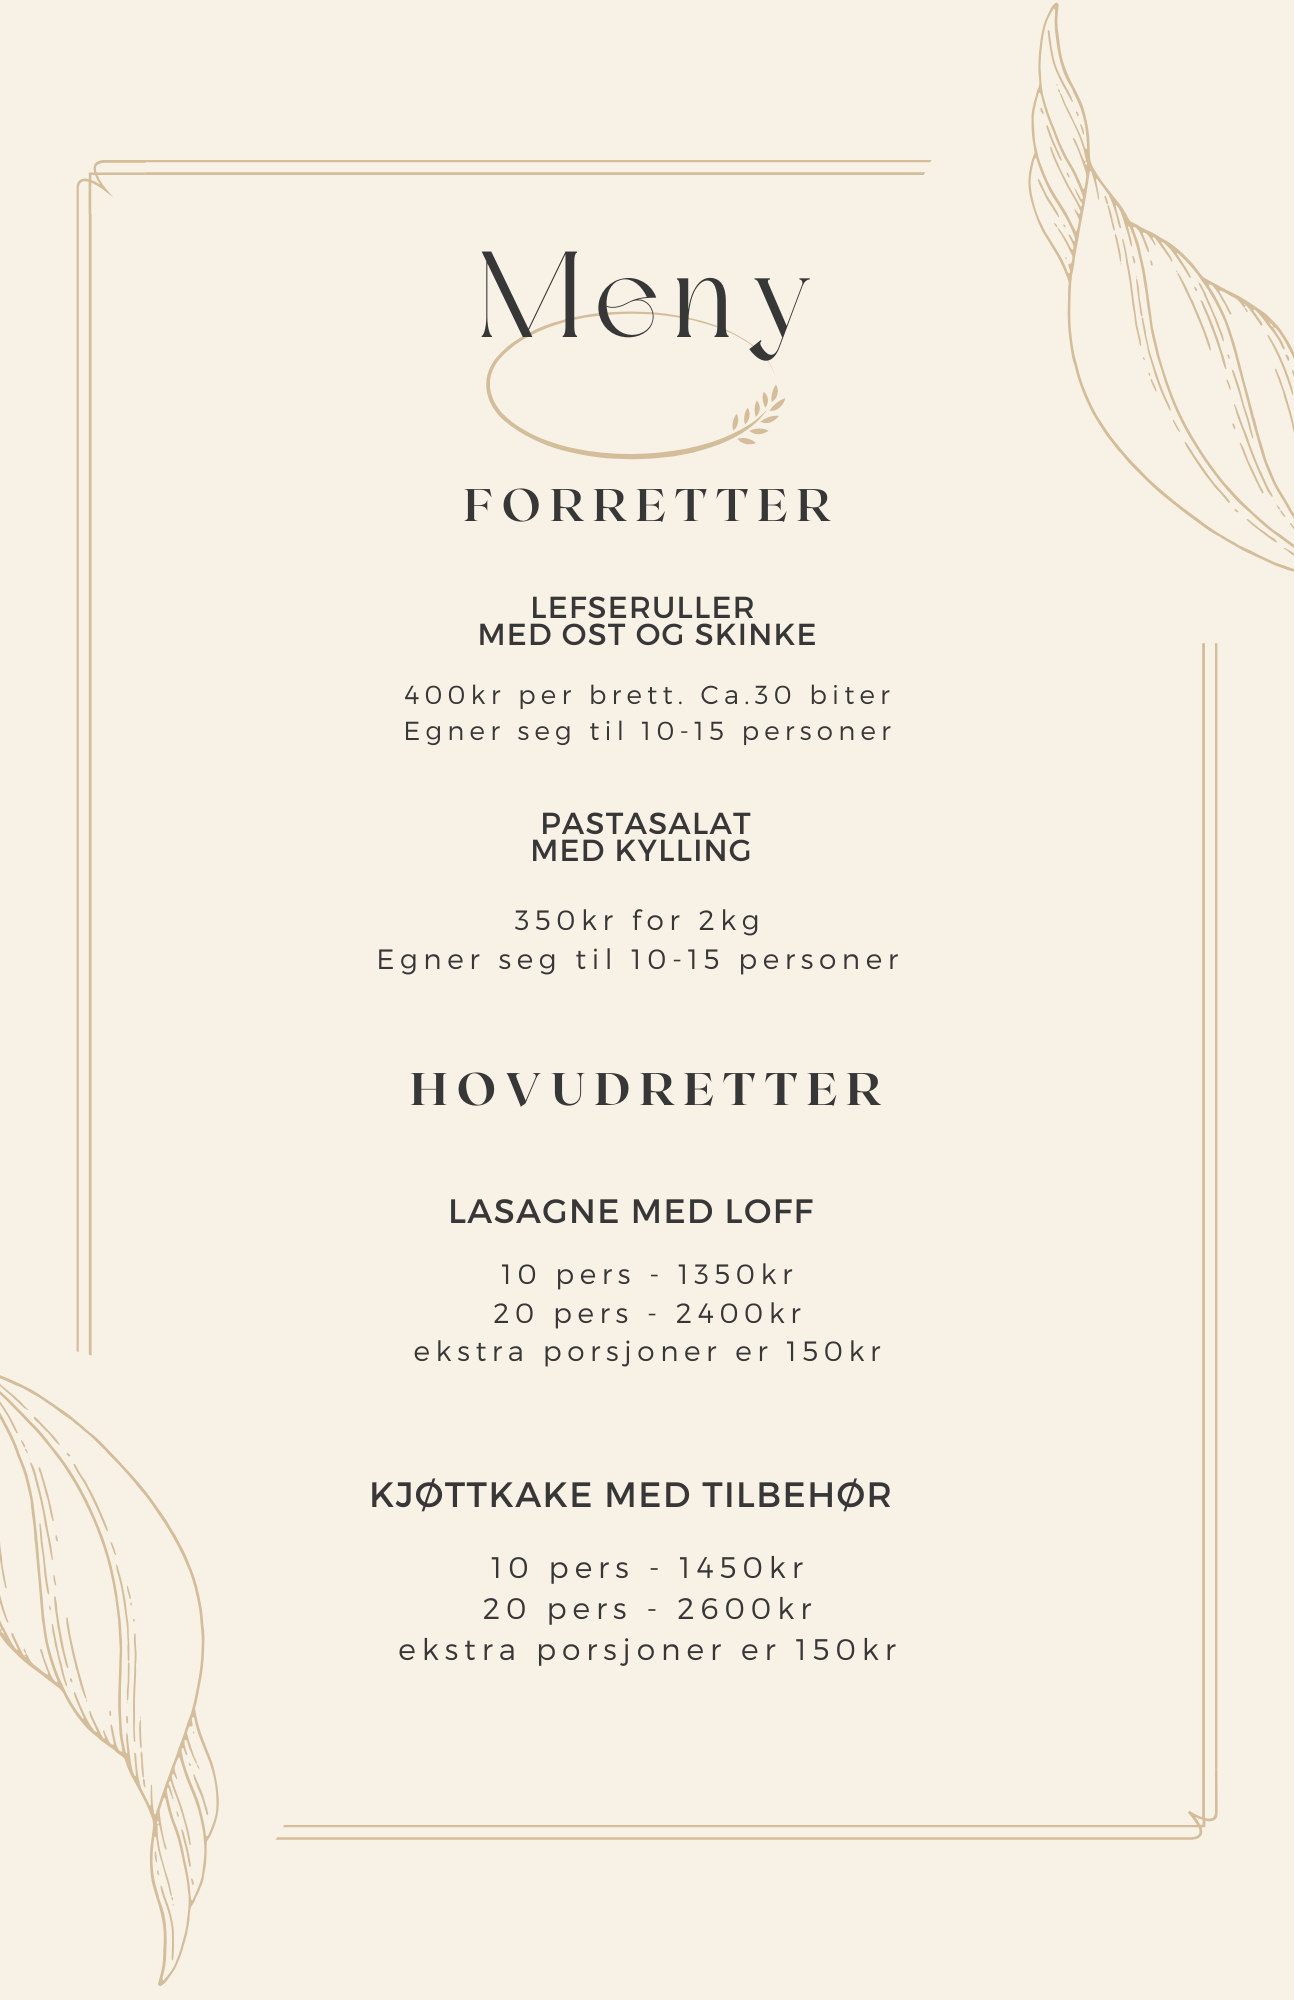 Meny
FORRETTER
LEFSERULLER
MED OST OG SKINKE
400kr per brett. Ca.30 biter
Egner seg til 10-15 personer
PASTASALAT
MED KYLLING
350kr for 2kg
Egner seg til 10-15 personer
HOVUDRETTER
LASAGNE MED LOFF
10 pers - 1350kr
20 pers - 2400kr
ekstra porsjoner er 150kr
KJØTTKAKE MED TILBEHØR
10 pers - 1450kr
20 pers - 2600kr
ekstra porsjoner er 150kr